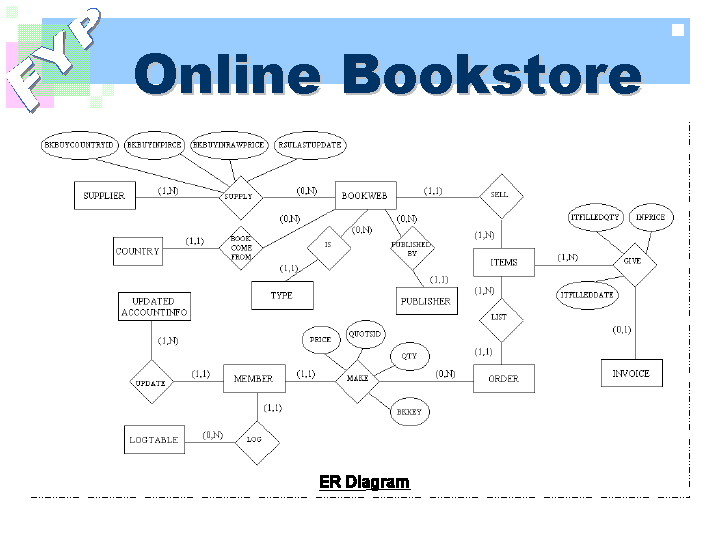 FYP
Online Bookstore
BKBUYCOUNTRYID
BKBUYINPIRCE
BKBUYINRAWPRICE
RSULASTUPDATE
SUPPLIER
(1,N)
SUPPLY
(0,N)
BOOKWEB
(1,1)
SELL
COUNTRY
(1,1)
BOOK
COME
FROM
(0,N)
IS
(0,N)
(0,N)
PUBLISHED
BY
(1,N)
ITFILLEDQTY
INPRICE
(1,1)
TYPE
(1,1)
PUBLISHER
ITEMS
(1,N)
GIVE
ITFILLEDDATE
UPDATED
ACCOUNTINFO
(1,N)
LIST
(0,1)
(1,N)
PRICE
QUOTSID
QTY
(1,1)
UPDATE
(1,1)
MEMBER
(1,1)
MAKE
(0,N)
ORDER
INVOICE
(1,1)
BKKEY
LOGTABLE
(0,N)
LOG
ER Diagram